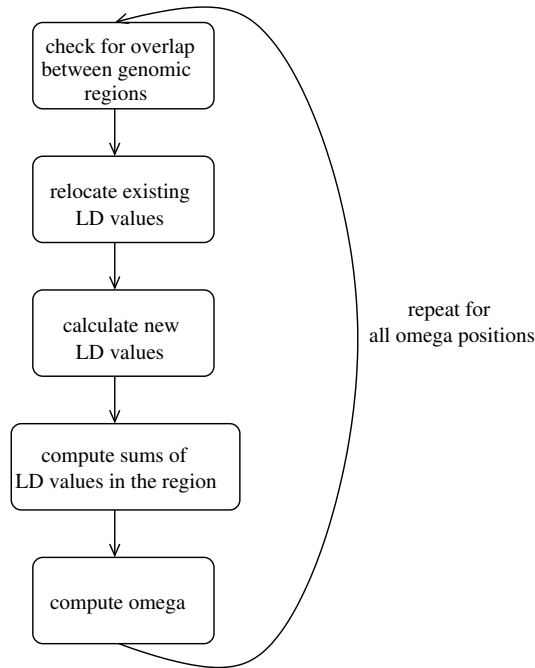 check for overlap
between genomic
regions
relocate existing
LD values
calculate new
LD values
compute sums of
LD values in the region
compute omega
repeat for
all omega positions